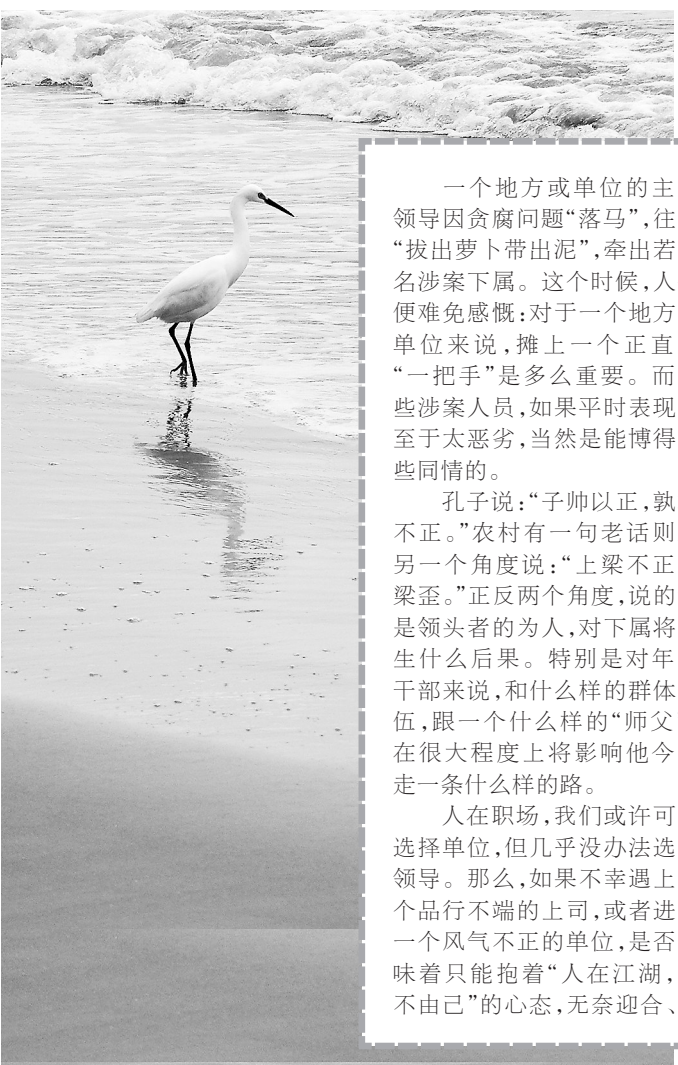 一个地方或单位的主
领导因贪腐问题“落马”,往
“拔出萝卜带出泥”,牵出若
名涉案下属。这个时候,人
便难免感慨:对于一个地方
单位来说,摊上一个正直
“一把手”是多么重要。而
些涉案人员,如果平时表现
至于太恶劣,当然是能博得
些同情的。
孔子说:“子帅以正,孰
不正。”农村有一句老话则
另一个角度说:“上梁不正
梁歪。”正反两个角度,说的
是领头者的为人,对下属将
生什么后果。特别是对年
干部来说,和什么样的群体
伍,跟一个什么样的“师父
在很大程度上将影响他今
走一条什么样的路。
人在职场,我们或许可
选择单位,但几乎没办法选
领导。那么,如果不幸遇上
个品行不端的上司,或者进
一个风气不正的单位,是否
味着只能抱着“人在江湖,
不由己”的心态,无奈迎合、